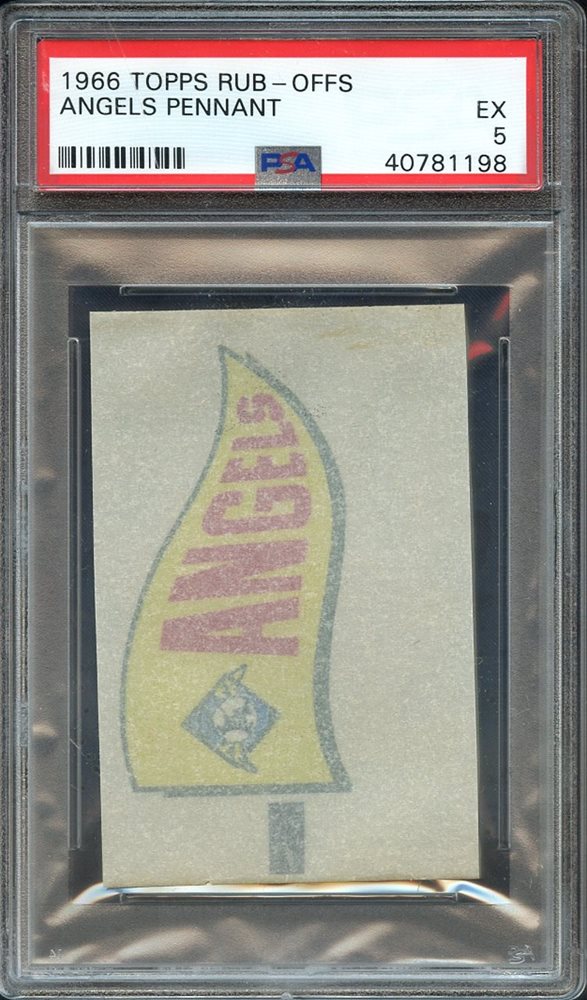 1966 TOPPS RUB-OFFS
ANGELS PENNANT
EX
5
PSA
40781198
ANGELS